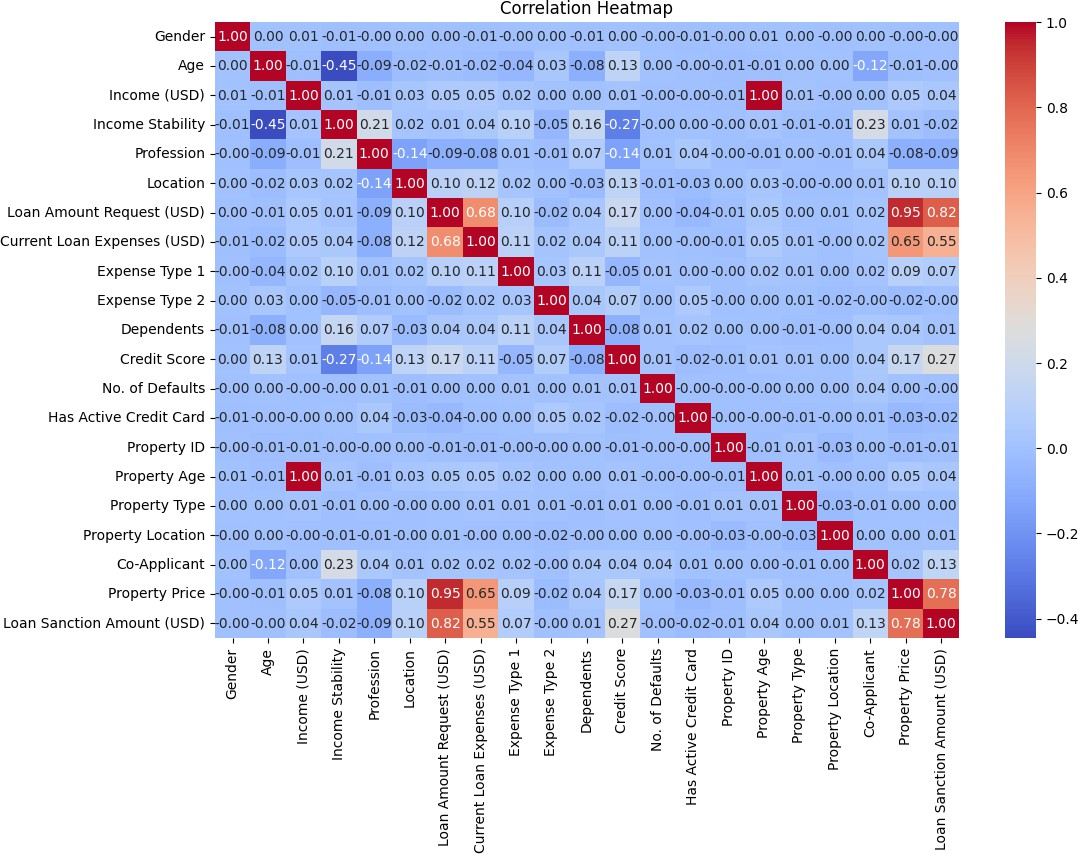 Correlation Heatmap
Gender 1.00 0.00 0.01 -0.01 -0.00 0.00 0.00 -0.01 -0.00 0.00 -0.01 0.00 -0.00 -0.01 -0.00 0.01 -0.00 0.00 0.00 -0.00 -0.00
Age 0.00 1.00 -0.01 -0.45 -0.09 -0.02 -0.01 -0.02 -0.04 0.03 -0.08 0.13 0.00 -0.00 -0.01 -0.01 0.00 0.00 -0.12 -0.01 -0.00
Income (USD) 0.01 -0.01 1.00 0.01 -0.01 0.03 0.05 0.05 0.02 0.00 0.00 0.01 -0.00 -0.00 -0.01 1.00 0.01 -0.00 0.00 0.05 0.04
Income Stability -0.01 -0.45 0.01 1.00 0.21 0.02 0.01 0.04 0.10 -0.05 0.16 -0.27 -0.00 0.00 -0.00 0.01 -0.01 -0.01 0.23 0.01 -0.02
Profession -0.00 -0.09 -0.01 0.21 1.00 -0.14 -0.09 -0.08 0.01 -0.01 0.07 -0.14 0.01 0.04 -0.00 -0.01 0.00 -0.01 0.04 -0.08 -0.09
Location 0.00 -0.02 0.03 0.02 -0.14 1.00 0.10 0.12 0.02 0.00 -0.03 0.13 -0.01 -0.03 0.00 0.03 -0.00 -0.00 0.01 0.10 0.10
Loan Amount Request (USD) 0.00 -0.01 0.05 0.01 -0.09 0.10 1.00 0.68 0.10 -0.02 0.04 0.17 0.00 -0.04 -0.01 0.05 0.00 0.01 0.02 0.95 0.82
Current Loan Expenses (USD) -0.01 -0.02 0.05 0.04 -0.08 0.12 0.68 1.00 0.11 0.02 0.04 0.11 0.00 -0.00 -0.01 0.05 0.01 -0.00 0.02 0.65 0.55
Expense Type 1 -0.00 -0.04 0.02 0.10 0.01 0.02 0.10 0.11 1.00 0.03 0.11 -0.05 0.01 0.00 -0.00 0.02 0.01 0.00 0.02 0.09 0.07
Expense Type 2 0.00 0.03 0.00 -0.05 -0.01 0.00 -0.02 0.02 0.03 1.00 0.04 0.07 0.00 0.05 -0.00 0.00 0.01 -0.02 -0.00 -0.02 -0.00
Dependents -0.01 -0.08 0.00 0.16 0.07 -0.03 0.04 0.04 0.11 0.04 1.00 -0.08 0.01 0.02 0.00 0.00 -0.01 -0.00 0.04 0.04 0.01
Credit Score 0.00 0.13 0.01 -0.27 -0.14 0.13 0.17 0.11 -0.05 0.07 -0.08 1.00 0.01 -0.02 -0.01 0.01 0.01 0.00 0.04 0.17 0.27
No. of Defaults -0.00 0.00 -0.00 -0.00 0.01 -0.01 0.00 0.00 0.01 0.00 0.01 0.01 1.00 -0.00 -0.00 -0.00 0.00 0.00 0.04 0.00 -0.00
Has Active Credit Card -0.01 -0.00 -0.00 0.00 0.04 -0.03 -0.04 -0.00 0.00 0.05 0.02 -0.02 -0.00 1.00 -0.00 -0.00 -0.01 -0.00 0.01 -0.03 -0.02
Property ID -0.00 -0.01 -0.01 -0.00 -0.00 0.00 -0.01 -0.01 -0.00 -0.00 0.00 -0.01 -0.00 -0.00 1.00 -0.01 0.01 -0.03 0.00 -0.01 -0.01
Property Age 0.01 -0.01 1.00 0.01 -0.01 0.03 0.05 0.05 0.02 0.00 0.00 0.01 -0.00 -0.00 -0.01 1.00 0.01 -0.00 0.00 0.05 0.04
Property Type -0.00 0.00 0.01 -0.01 0.00 -0.00 0.00 0.01 0.01 0.01 -0.01 0.01 0.00 -0.01 0.01 0.01 1.00 -0.03 -0.01 0.00 0.00
Property Location 0.00 0.00 -0.00 -0.01 -0.01 -0.00 0.01 -0.00 0.00 -0.02 -0.00 0.00 0.00 -0.00 -0.03 -0.00 -0.03 1.00 0.00 0.00 0.01
Co-Applicant 0.00 -0.12 0.00 0.23 0.04 0.01 0.02 0.02 0.02 -0.00 0.04 0.04 0.04 0.01 0.00 0.00 -0.01 0.00 1.00 0.02 0.13
Property Price -0.00 -0.01 0.05 0.01 -0.08 0.10 0.95 0.65 0.09 -0.02 0.04 0.17 0.00 -0.03 -0.01 0.05 0.00 0.00 0.02 1.00 0.78
Loan Sanction Amount (USD) -0.00 -0.00 0.04 -0.02 -0.09 0.10 0.82 0.55 0.07 -0.00 0.01 0.27 -0.00 -0.02 -0.01 0.04 0.00 0.01 0.13 0.78 1.00
Gender
Age
Income (USD)
Income Stability
Profession
Location
Loan Amount Request (USD)
Current Loan Expenses (USD)
Expense Type 1
Expense Type 2
Dependents
Credit Score
No. of Defaults
Has Active Credit Card
Property ID
Property Age
Property Type
Property Location
Co-Applicant
Property Price
Loan Sanction Amount (USD)
1.0
0.8
0.6
0.4
0.2
0.0
−0.2
−0.4